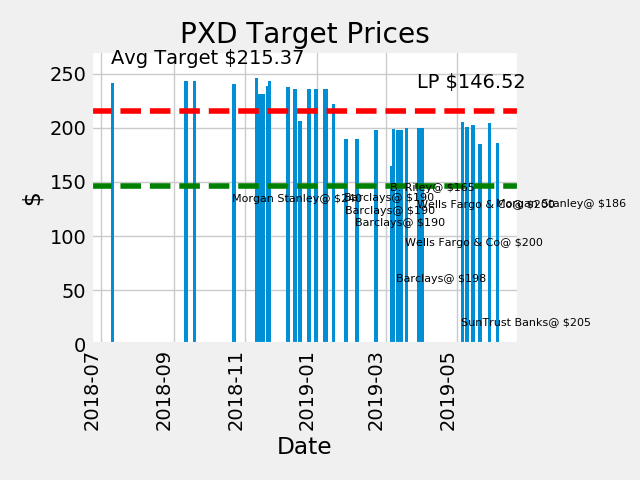 PXD Target Prices
Avg Target $215.37
LP $146.52
250
200
150
100
50
0
$
B. Riley@ $165
Morgan Stanley@ $240
Barclays@ $190
Barclays@ $190
Barclays@ $190
Wells Fargo & Co@ $200
Morgan Stanley@ $186
Wells Fargo & Co@ $200
Barclays@ $198
SunTrust Banks@ $205
2018-07
2018-09
2018-11
2019-01
2019-03
2019-05
Date